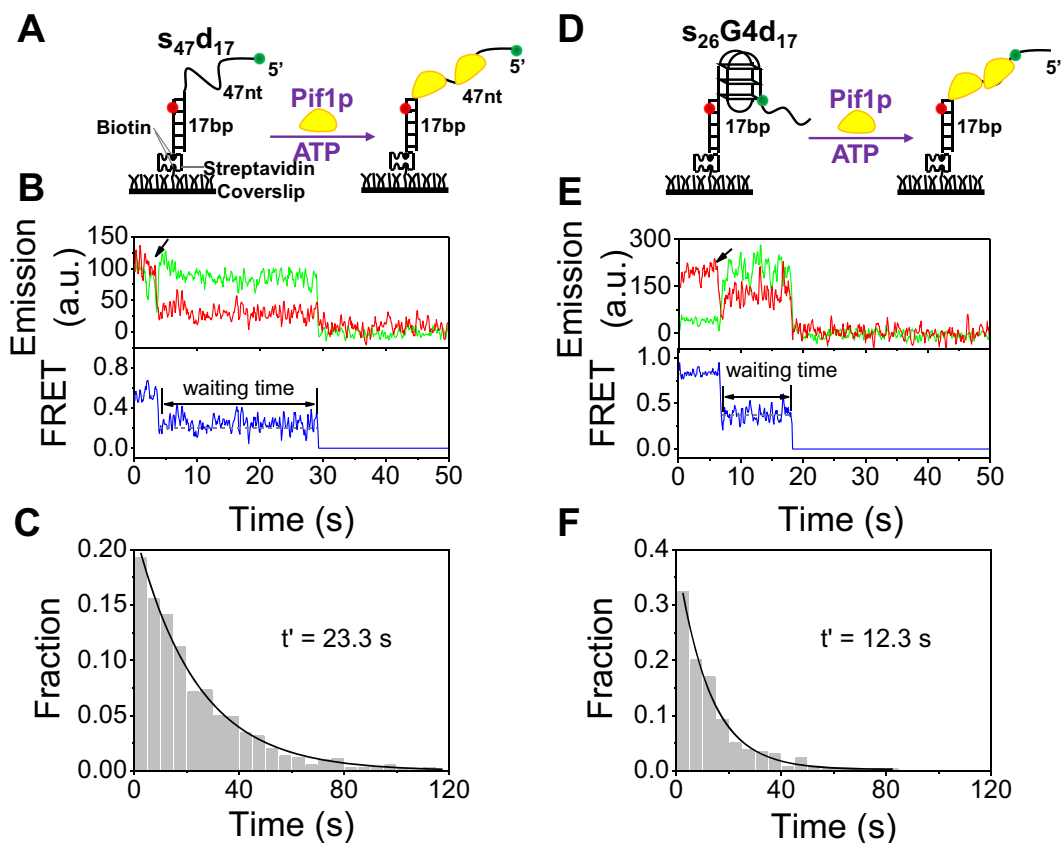 A
s47d17
5'
47nt
17bp
Biotin
Streptavidin
Coverslip
Pif1p
ATP
5'
47nt
17bp
B
Emission
(a.u.)
150
100
50
0
FRET
0.8
0.4
0.0
waiting time
0 10 20 30 40 50
Time (s)
C
Fraction
0.20
0.15
0.10
0.05
0.00
t' = 23.3 s
0 40 80 120
Time (s)
D
s26G4d17
17bp
Pif1p
ATP
5'
17bp
E
Emission
(a.u.)
300
150
0
FRET
1.0
0.5
0.0
waiting time
0 10 20 30 40 50
Time (s)
F
Fraction
0.4
0.3
0.2
0.1
0.0
t' = 12.3 s
0 40 80 120
Time (s)